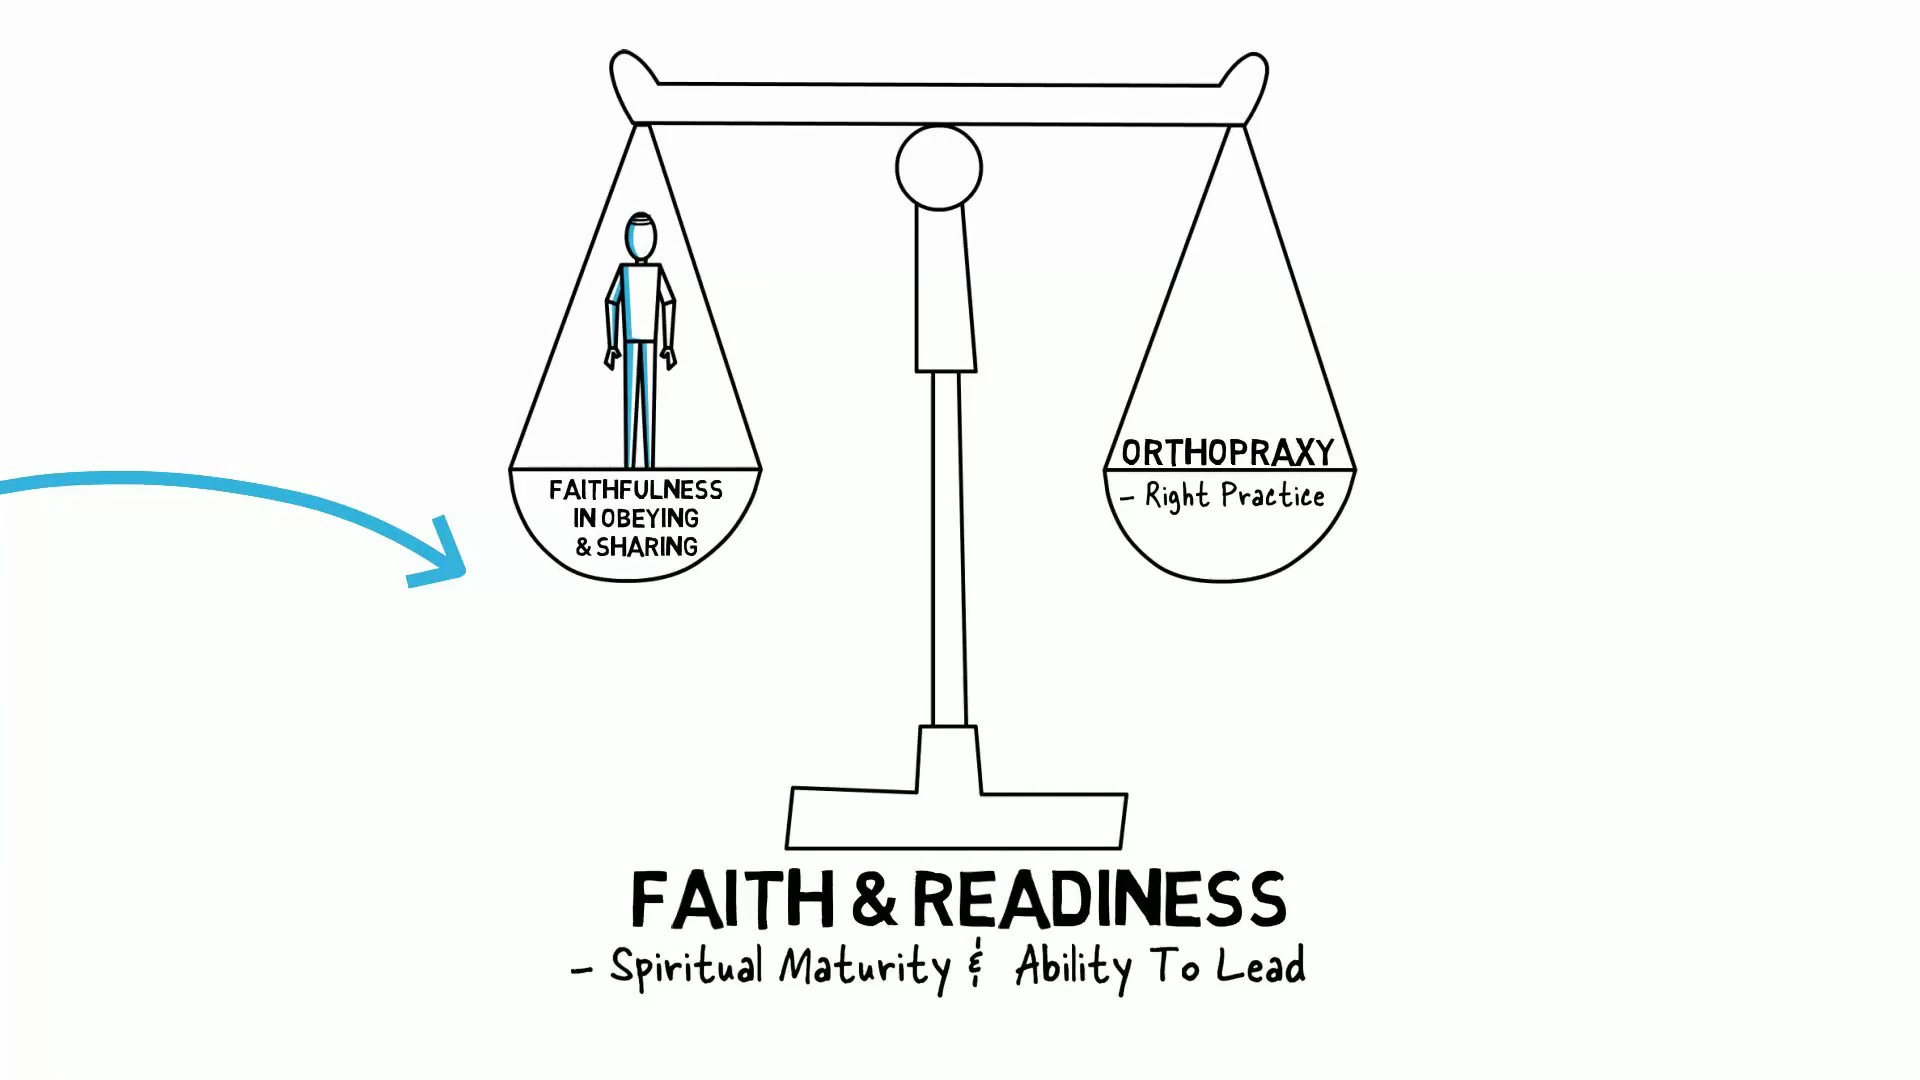 FAITHFULNESS
IN OBEYING
& SHARING
ORTHOPRAXY
- Right Practice
FAITH & READINESS
- Spiritual Maturity & Ability To Lead